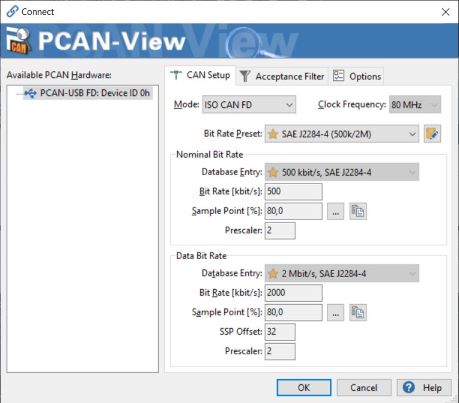 Connect
PCAN-View
Available PCAN Hardware:
PCAN-USB FD: Device ID 0h
CAN Setup
Acceptance Filter
Options
Mode: ISO CAN FD
Clock Frequency: 80 MHz
Bit Rate Preset: SAE J2284-4 (500k/2M)
Nominal Bit Rate
Database Entry: 500 kbit/s, SAE J2284-4
Bit Rate [kbit/s]: 500
Sample Point [%]: 80,0 ...
Prescaler: 2
Data Bit Rate
Database Entry: 2 Mbit/s, SAE J2284-4
Bit Rate [kbit/s]: 2000
Sample Point [%]: 80,0 ...
SSP Offset: 32
Prescaler: 2
OK
Cancel
Help